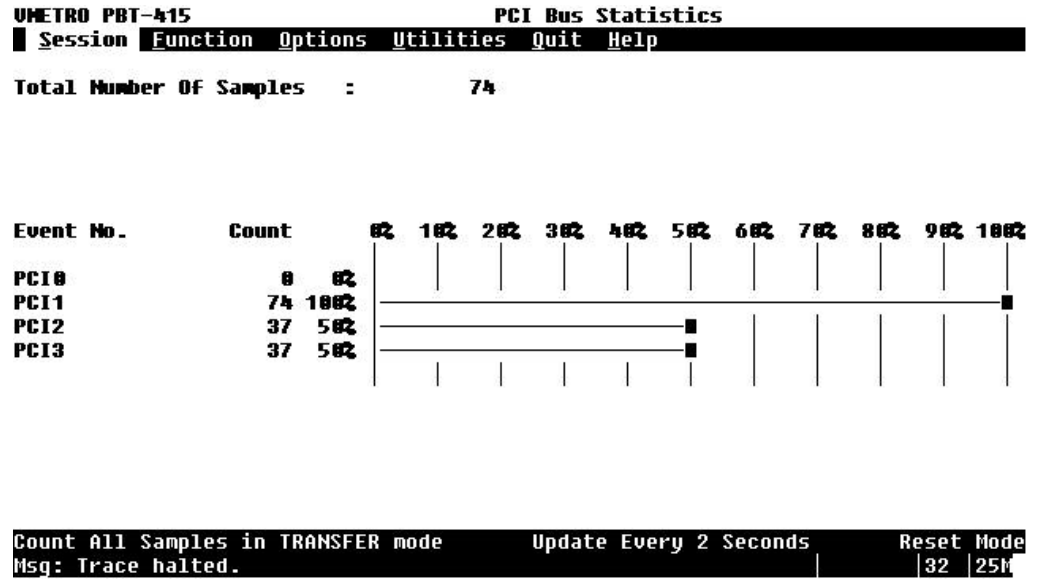 VMETRO PBT-415 PCI Bus Statistics
Session Function Options Utilities Quit Help
Total Number Of Samples : 74
Event No. Count 0% 10% 20% 30% 40% 50% 60% 70% 80% 90% 100%
PCI0 0 0%
PCI1 74 100%
PCI2 37 50%
PCI3 37 50%
Count All Samples in TRANSFER mode Update Every 2 Seconds Reset Mode
Msg: Trace halted. 32 25M